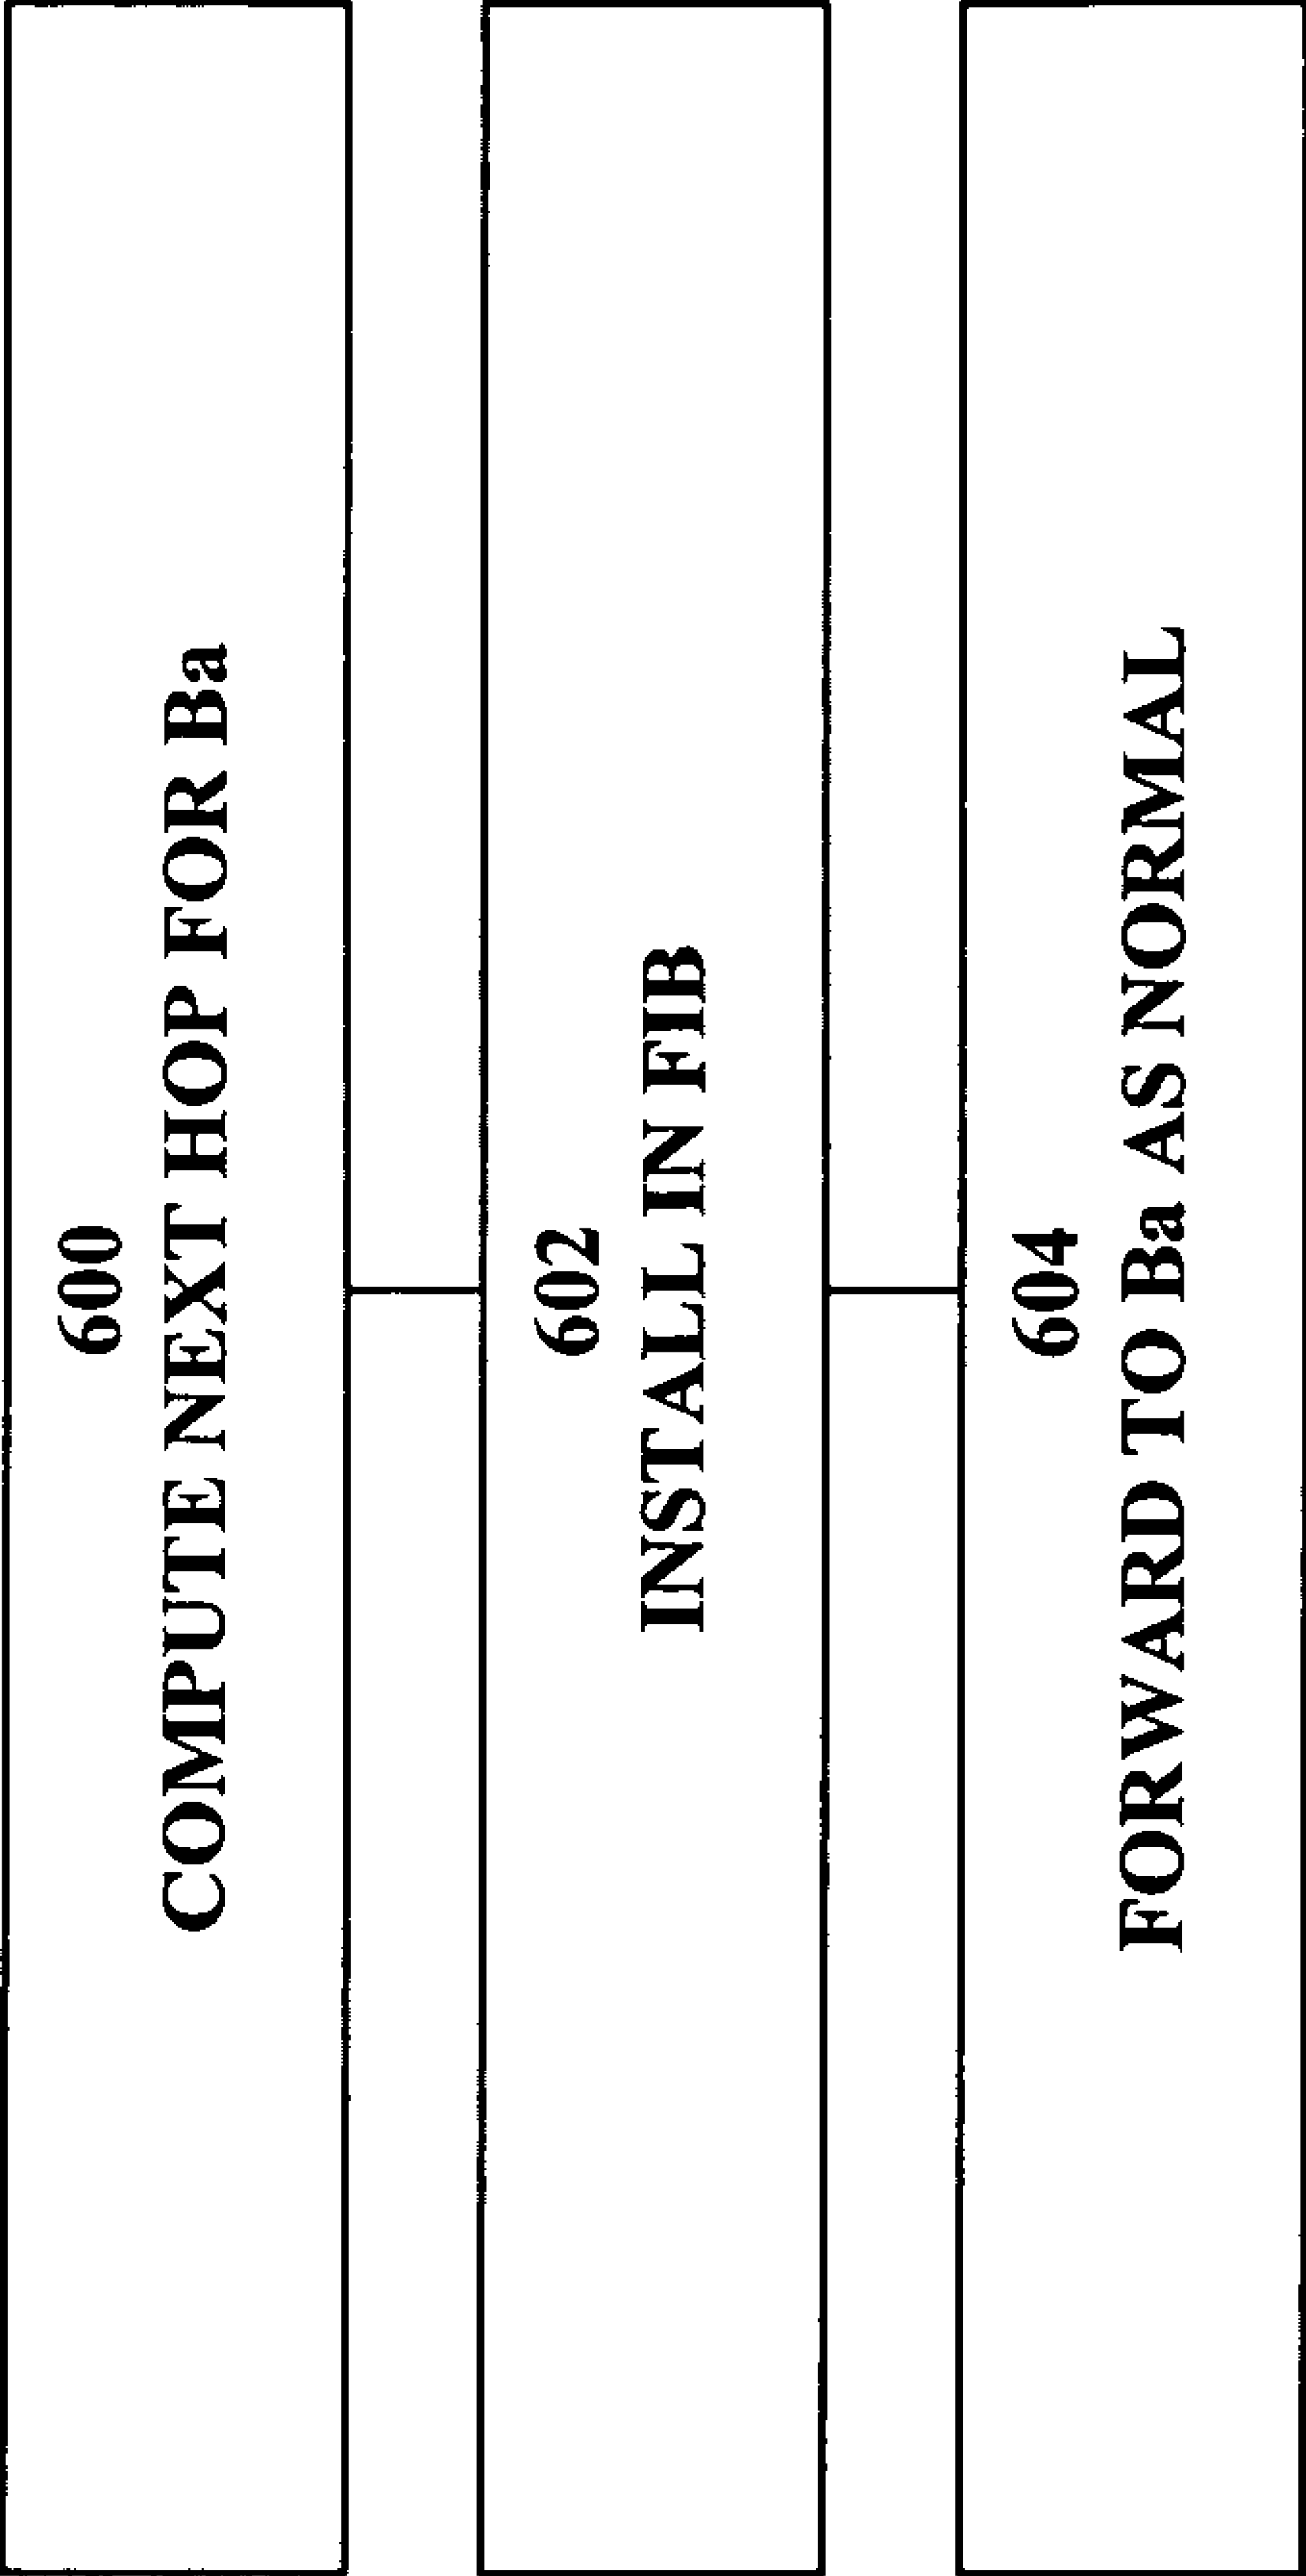 600
COMPUTE NEXT HOP FOR Ba
602
INSTALL IN FIB
604
FORWARD TO Ba AS NORMAL